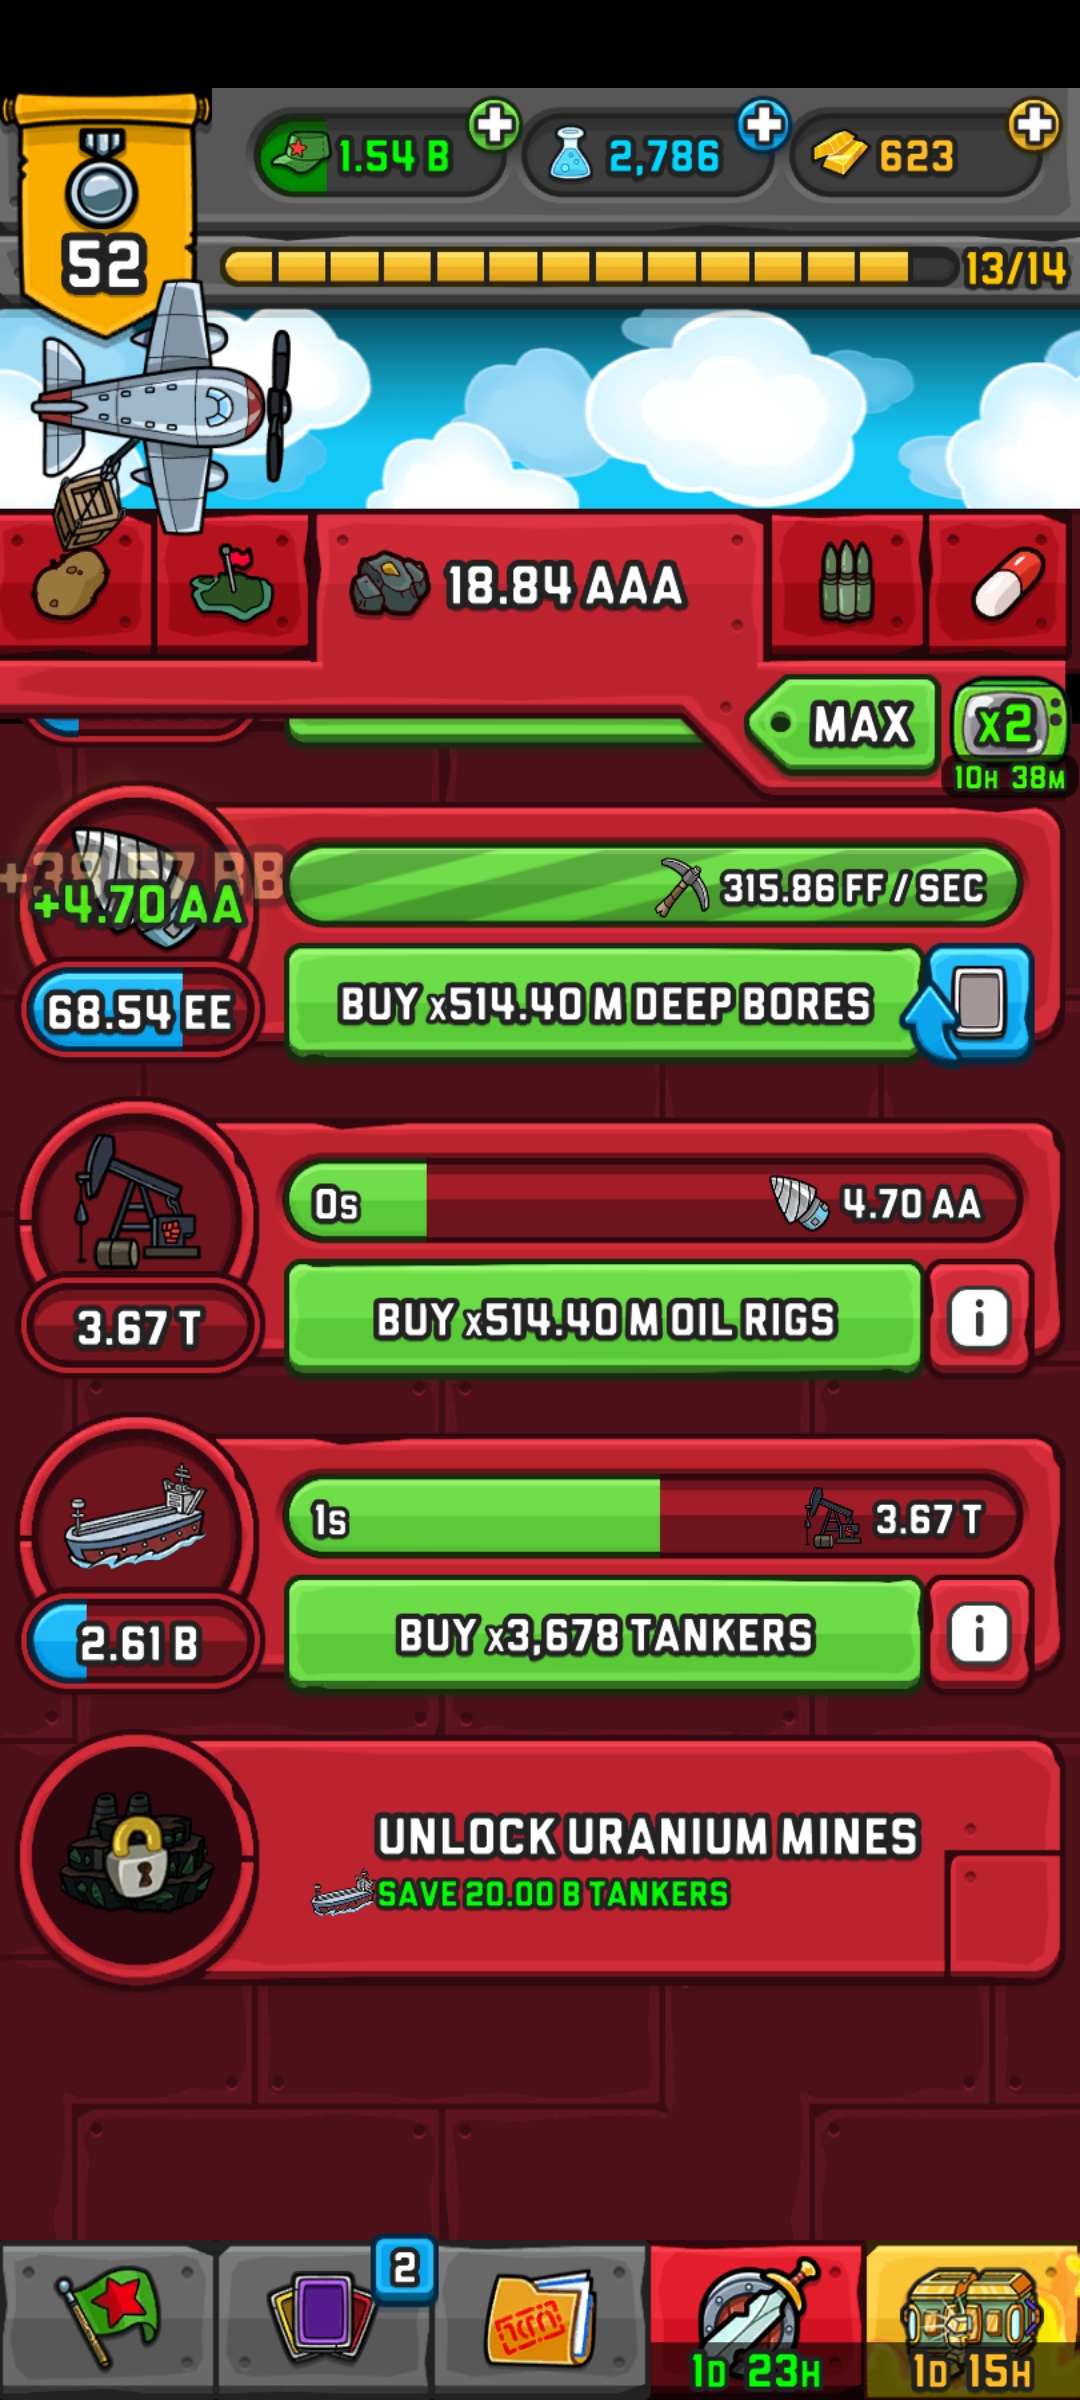 1.54 B
2,786
623
52
13/14
18.84 AAA
MAX
x2
10H 38M
+38.57 BB
+4.70 AA
315.86 FF / SEC
68.54 EE
BUY x514.40 M DEEP BORES
0s
4.70 AA
3.67 T
BUY x514.40 M OIL RIGS
i
1s
3.67 T
2.61 B
BUY x3,678 TANKERS
i
UNLOCK URANIUM MINES
SAVE 20.00 B TANKERS
2
1D 23H
1D 15H